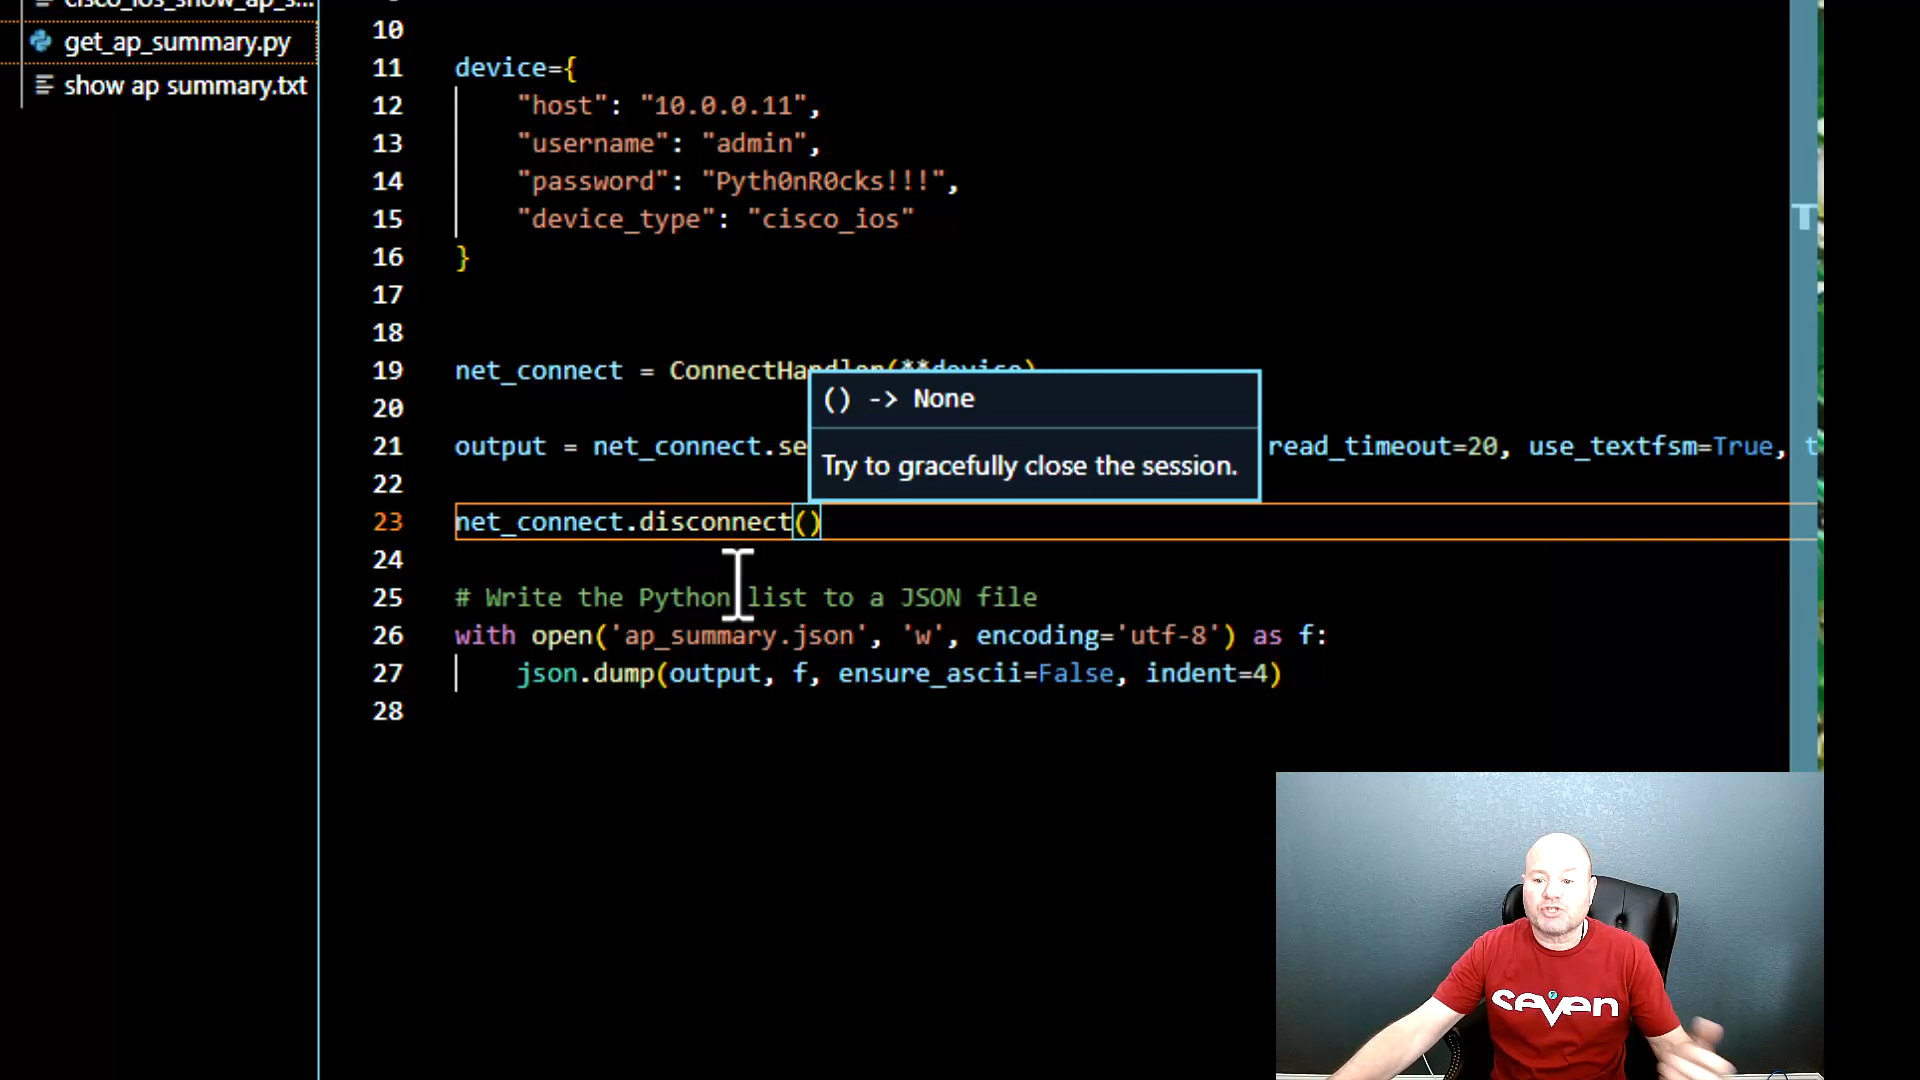 cisco_ios_show_ap_s...
get_ap_summary.py
show ap summary.txt
10
11 device={
12 "host": "10.0.0.11",
13 "username": "admin",
14 "password": "Pyth0nR0cks!!!",
15 "device_type": "cisco_ios"
16 }
17
18
19 net_connect = ConnectHandler(**device)
20
() -> None
Try to gracefully close the session.
21 output = net_connect.se read_timeout=20, use_textfsm=True, t
22
23 net_connect.disconnect()
24
25 # Write the Python list to a JSON file
26 with open('ap_summary.json', 'w', encoding='utf-8') as f:
27 json.dump(output, f, ensure_ascii=False, indent=4)
28
seven